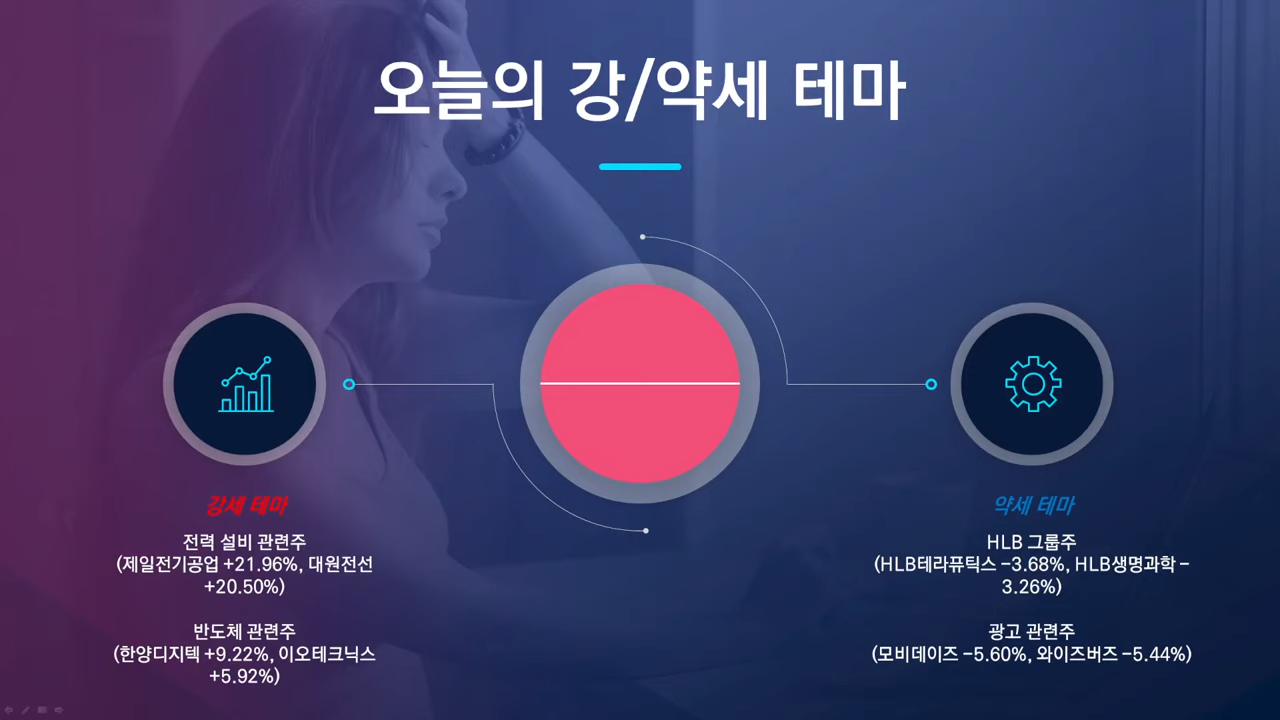 오늘의 강/약세 테마
강세 테마
전력 설비 관련주
(제일전기공업 +21.96%, 대원전선
+20.50%)
반도체 관련주
(한양디지텍 +9.22%, 이오테크닉스
+5.92%)
약세 테마
HLB 그룹주
(HLB테라퓨틱스 -3.68%, HLB생명과학 -
3.26%)
광고 관련주
(모비데이즈 -5.60%, 와이즈버즈 -5.44%)